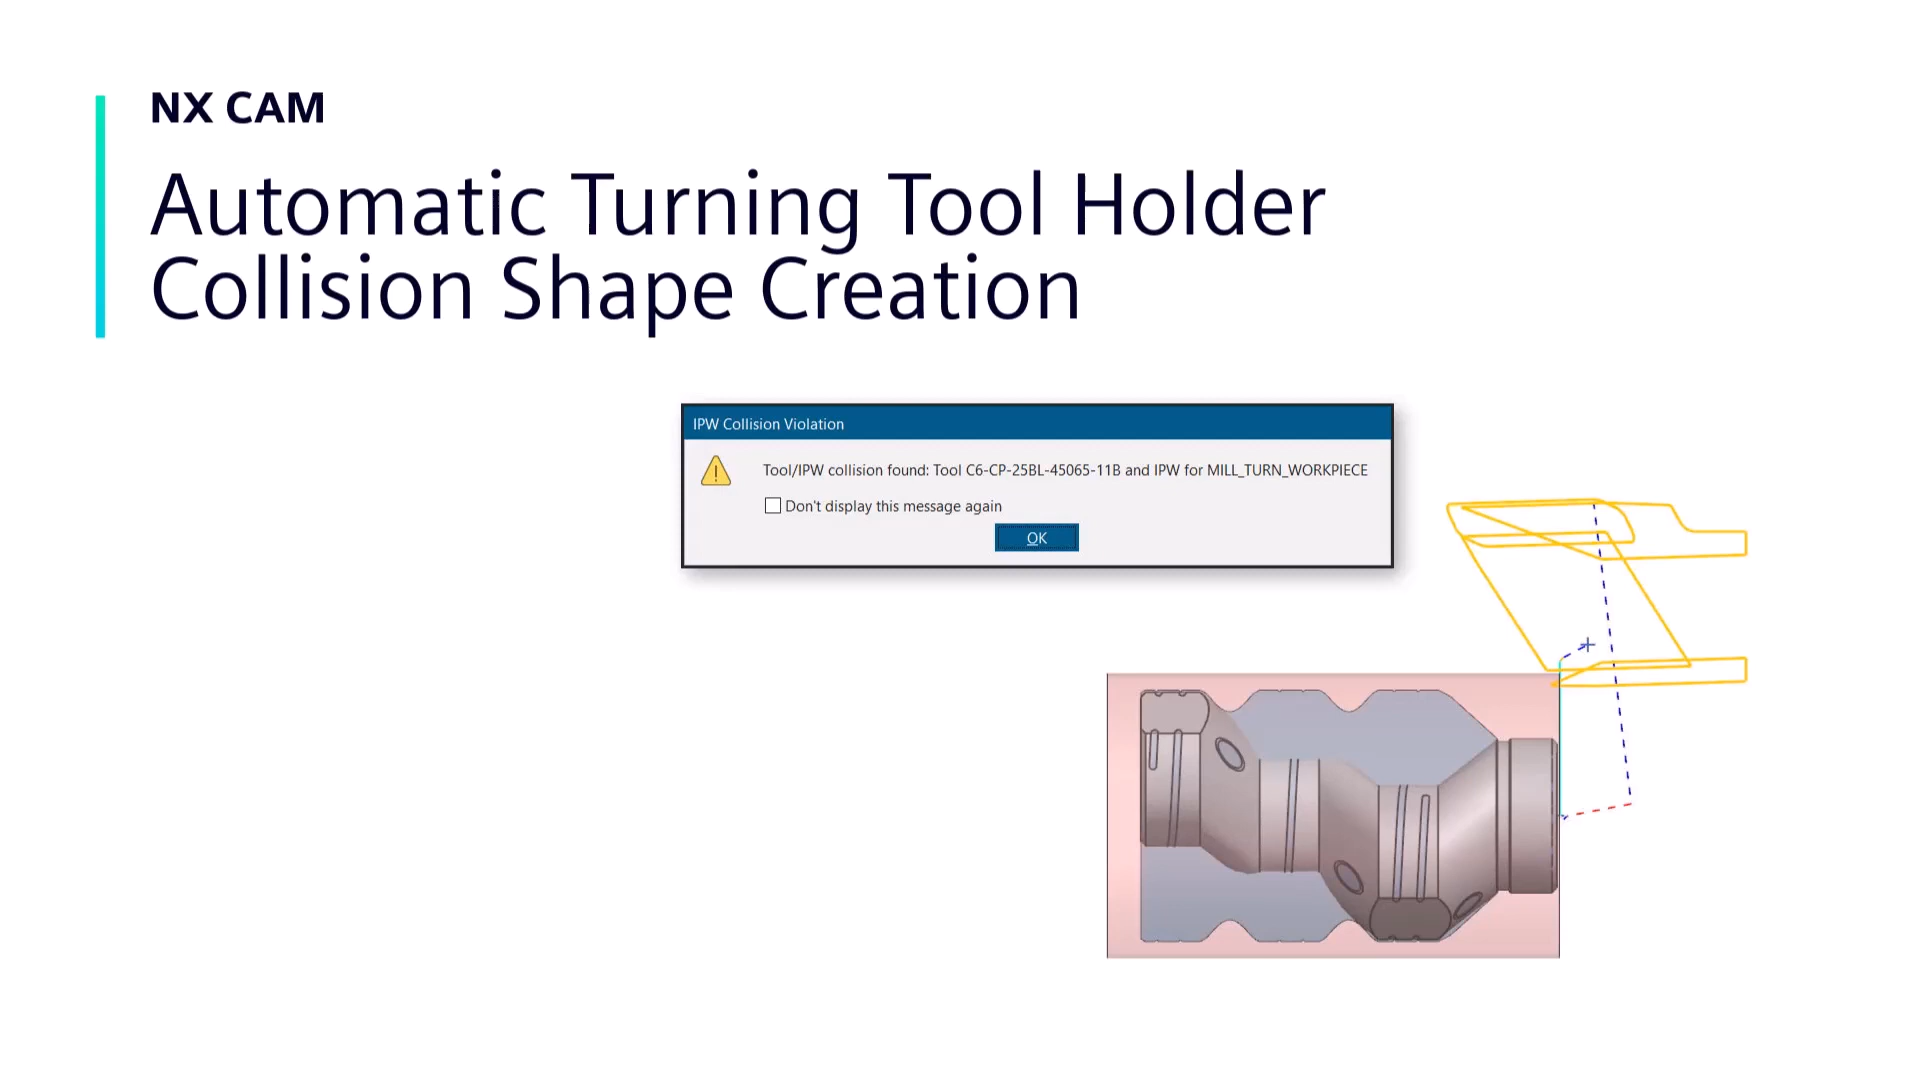 NX CAM
Automatic Turning Tool Holder
Collision Shape Creation
IPW Collision Violation
Tool/IPW collision found: Tool C6-CP-25BL-45065-11B and IPW for MILL_TURN_WORKPIECE
Don't display this message again
OK